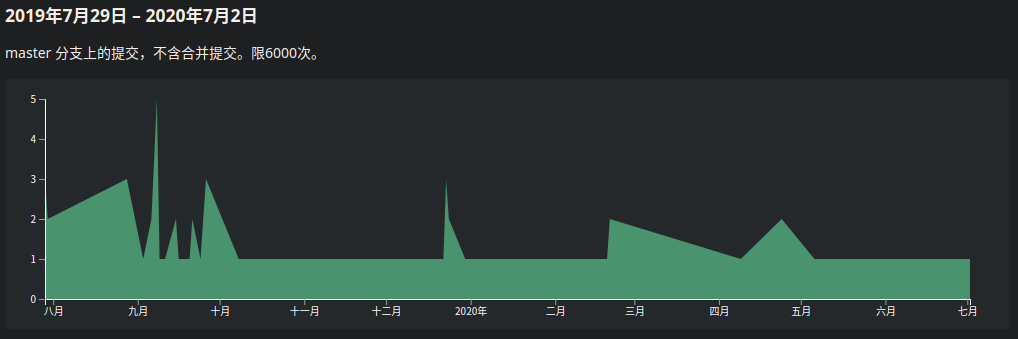 2019年7月29日 – 2020年7月2日
master 分支上的提交，不含合并提交。限6000次。
5
4
3
2
1
0
八月 九月 十月 十一月 十二月 2020年 二月 三月 四月 五月 六月 七月